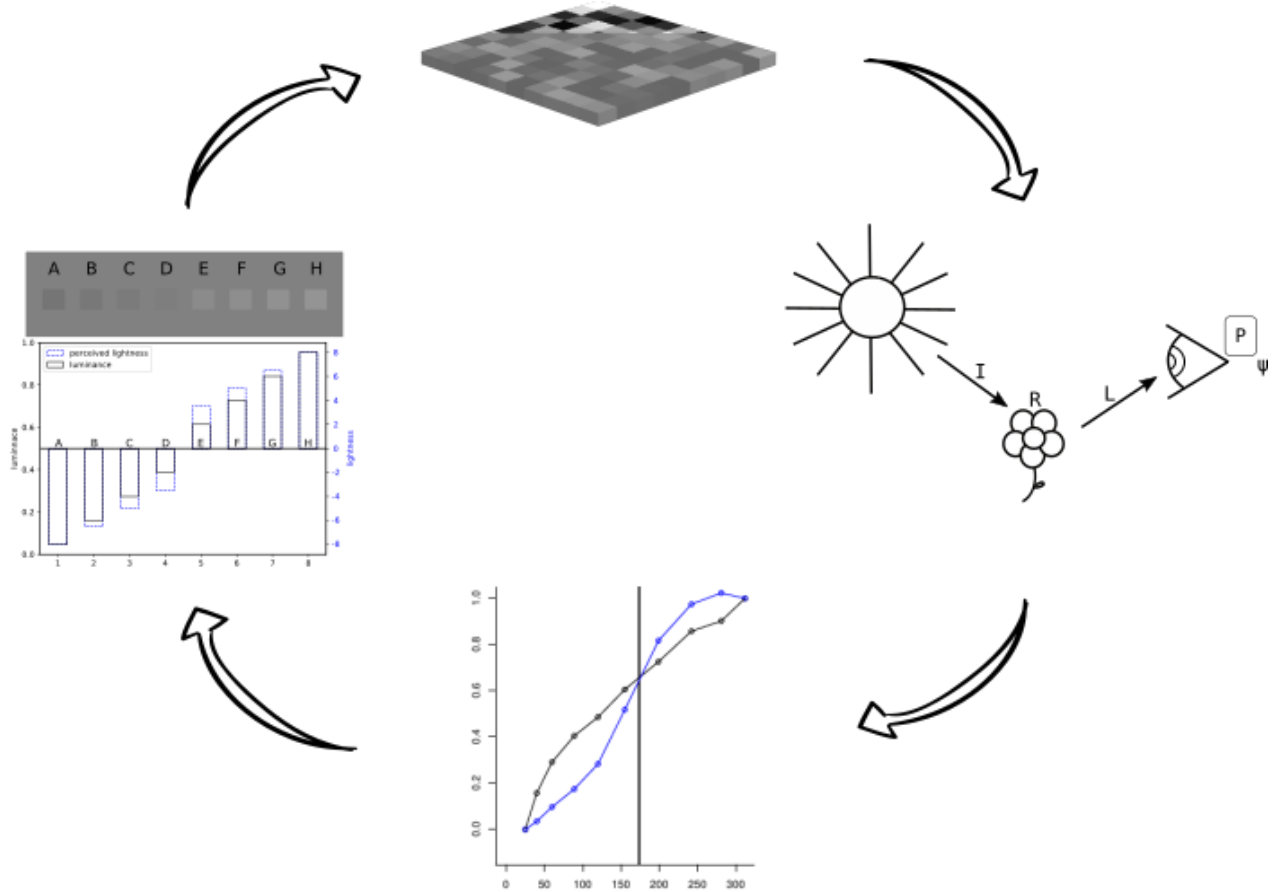 A B C D E F G H
1.0
0.8
0.6
0.4
0.2
0.0
luminnace
perceived lightness
luminance
A B C D E F G H
8
6
4
2
0
-2
-4
-6
-8
lightness
1 2 3 4 5 6 7 8
I
R
L
P
ψ
1.0
0.8
0.6
0.4
0.2
0.0
0 50 100 150 200 250 300